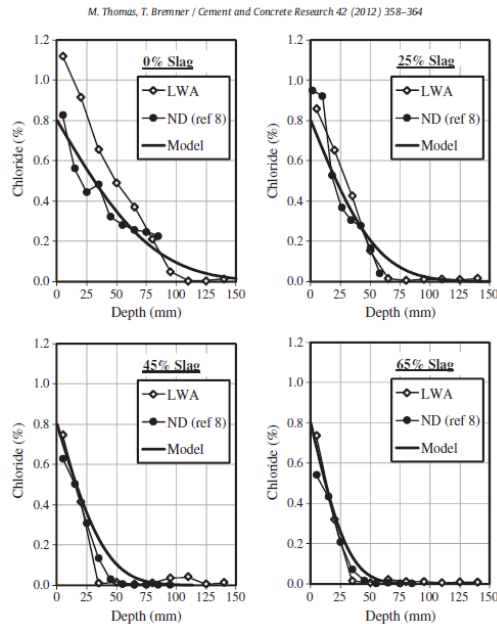 M. Thomas, T. Bremner / Cement and Concrete Research 42 (2012) 358–364
0% Slag
LWA
ND (ref 8)
Model
Chloride (%)
1.2
1.0
0.8
0.6
0.4
0.2
0.0
0 25 50 75 100 125 150
Depth (mm)
25% Slag
LWA
ND (ref 8)
Model
Chloride (%)
1.2
1.0
0.8
0.6
0.4
0.2
0.0
0 25 50 75 100 125 150
Depth (mm)
45% Slag
LWA
ND (ref 8)
Model
Chloride (%)
1.2
1.0
0.8
0.6
0.4
0.2
0.0
0 25 50 75 100 125 150
Depth (mm)
65% Slag
LWA
ND (ref 8)
Model
Chloride (%)
1.2
1.0
0.8
0.6
0.4
0.2
0.0
0 25 50 75 100 125 150
Depth (mm)